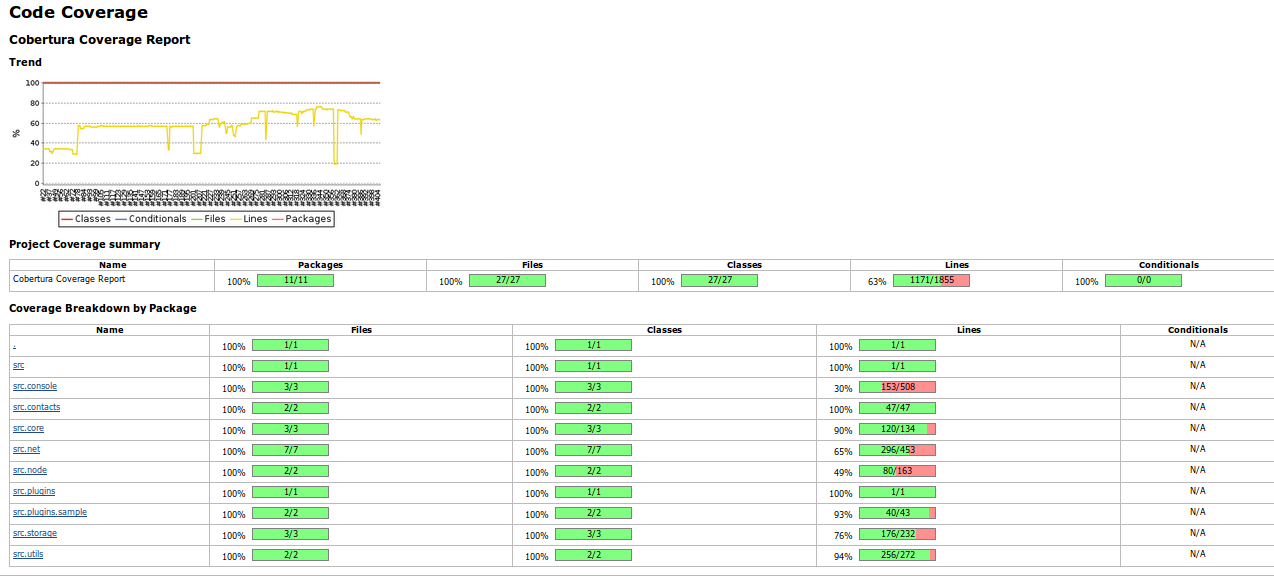 Code Coverage
Cobertura Coverage Report
Trend
100
80
60
40
20
0
%
Classes Conditionals Files Lines Packages
Project Coverage summary
Name Packages Files Classes Lines Conditionals
Cobertura Coverage Report 100% 11/11 100% 27/27 100% 27/27 63% 1171/1855 100% 0/0
Coverage Breakdown by Package
Name Files Classes Lines Conditionals
. 100% 1/1 100% 1/1 100% 1/1 N/A
src 100% 1/1 100% 1/1 100% 1/1 N/A
src.console 100% 3/3 100% 3/3 30% 153/508 N/A
src.contacts 100% 2/2 100% 2/2 100% 47/47 N/A
src.core 100% 3/3 100% 3/3 90% 120/134 N/A
src.net 100% 7/7 100% 7/7 65% 296/453 N/A
src.node 100% 2/2 100% 2/2 49% 80/163 N/A
src.plugins 100% 1/1 100% 1/1 100% 1/1 N/A
src.plugins.sample 100% 2/2 100% 2/2 93% 40/43 N/A
src.storage 100% 3/3 100% 3/3 76% 176/232 N/A
src.utils 100% 2/2 100% 2/2 94% 256/272 N/A